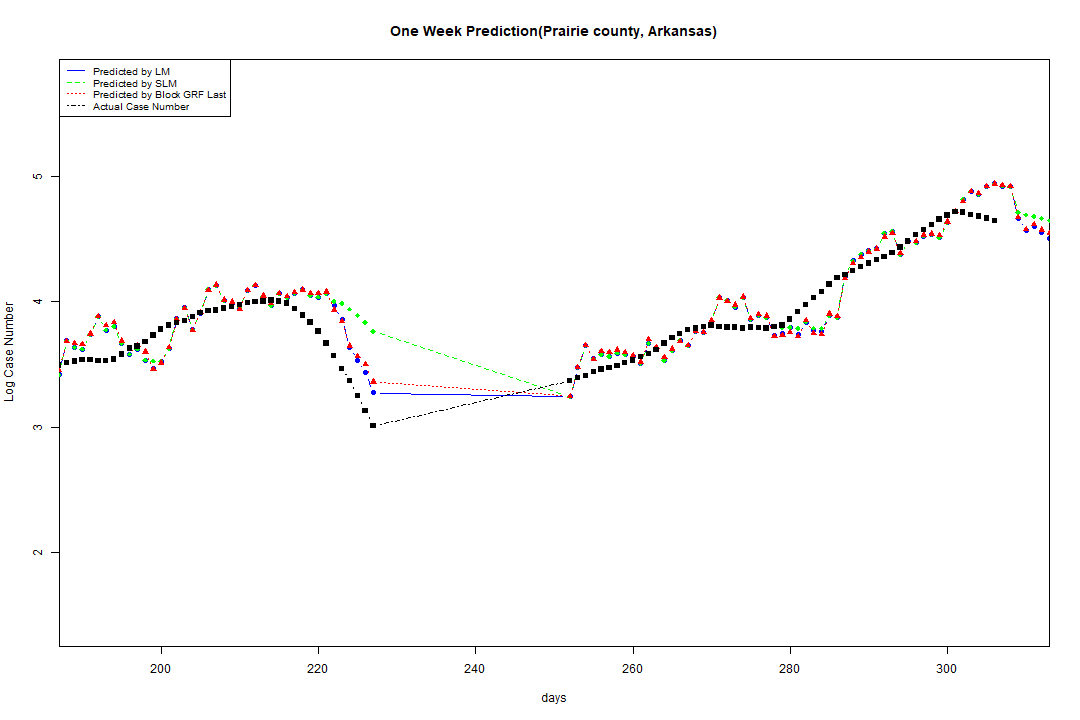 One Week Prediction(Prairie county, Arkansas)
Predicted by LM
Predicted by SLM
Predicted by Block GRF Last
Actual Case Number
Log Case Number
5
4
3
2
200
220
240
260
280
300
days